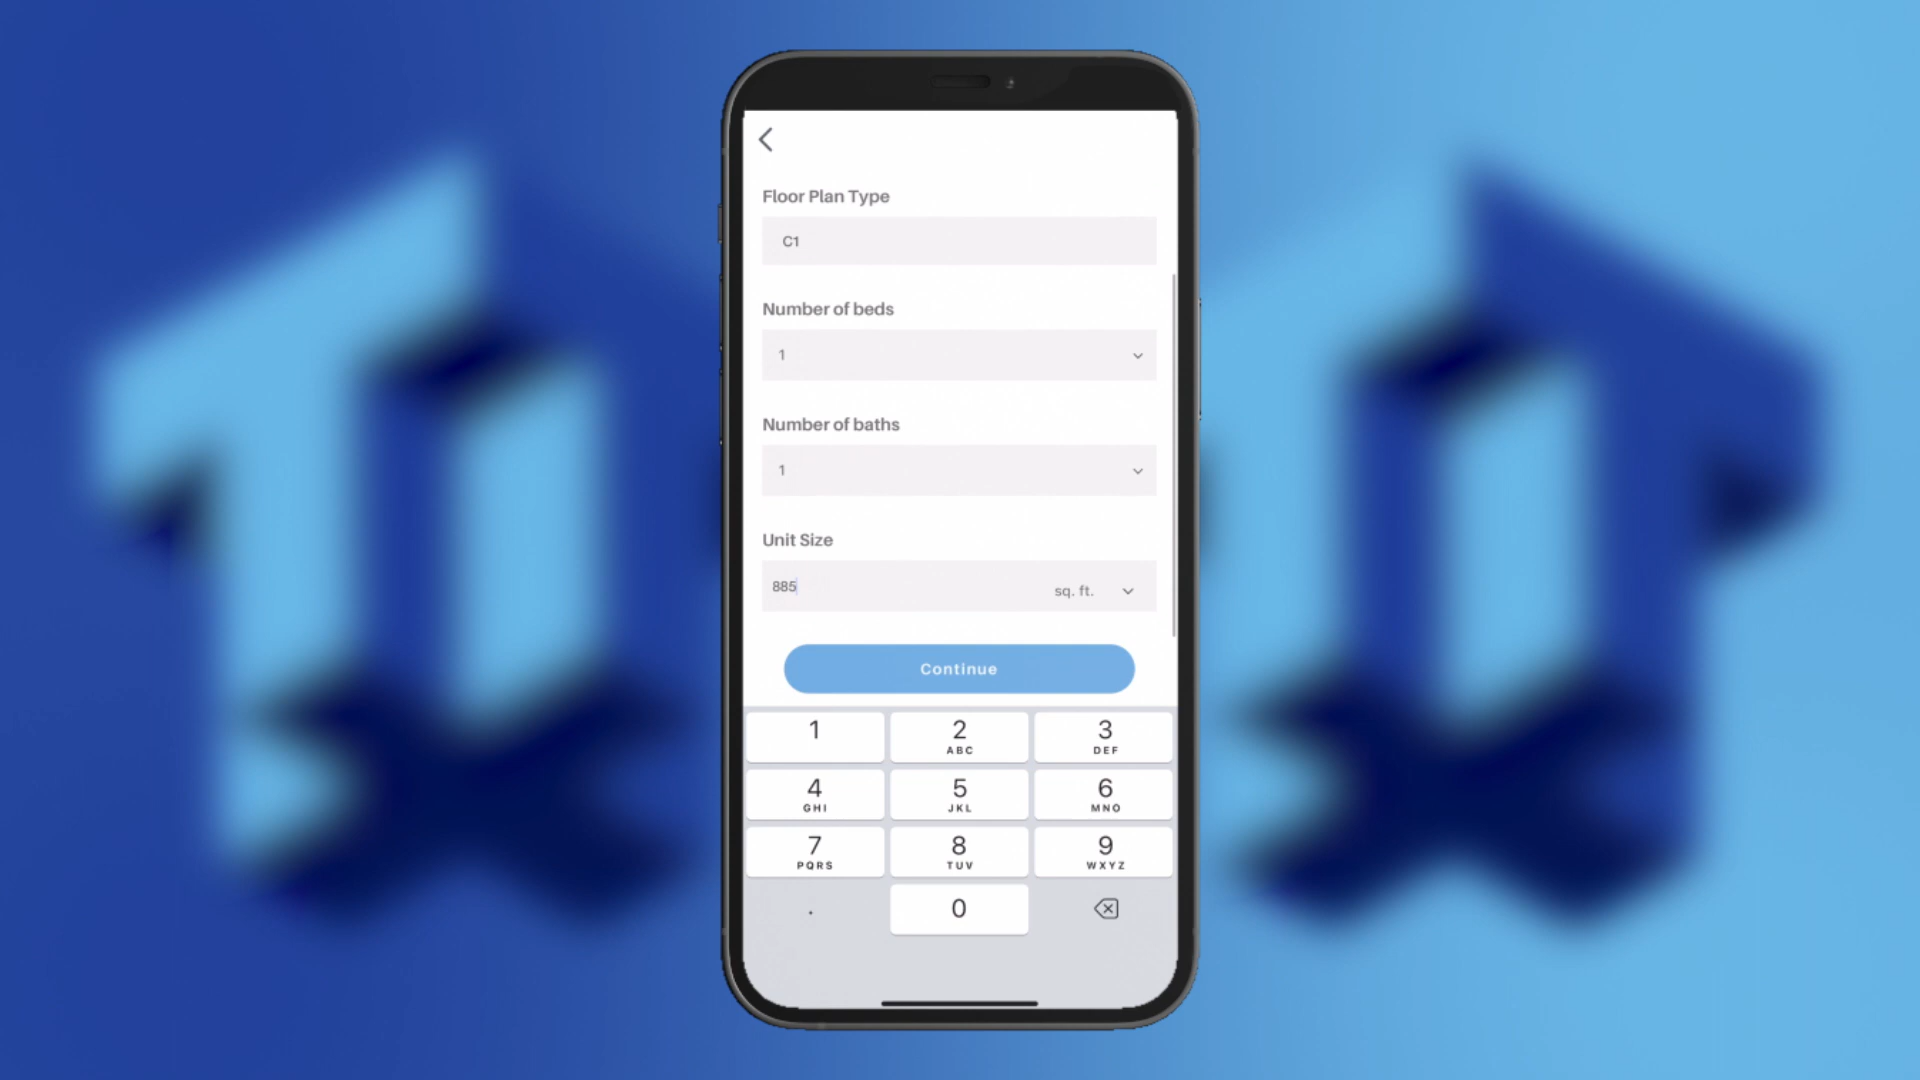 Floor Plan Type
C1
Number of beds
1
Number of baths
1
Unit Size
885 sq. ft.
Continue
1 2 3
ABC DEF
4 5 6
GHI JKL MNO
7 8 9
PQRS TUV WXYZ
. 0